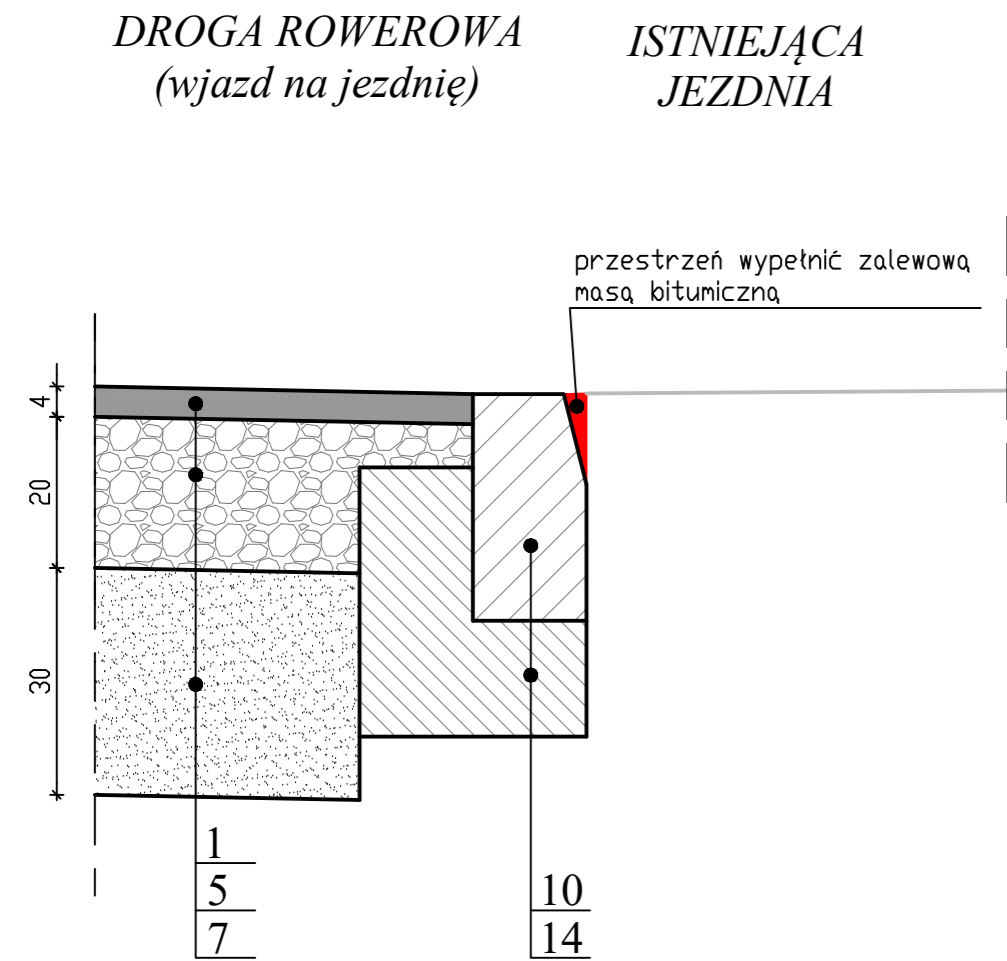 DROGA ROWEROWA
(wjazd na jezdnię)
ISTNIEJĄCA
JEZDNIA
przestrzeń wypełnić zalewową
masą bitumiczną
4
20
30
1
5
7
10
14